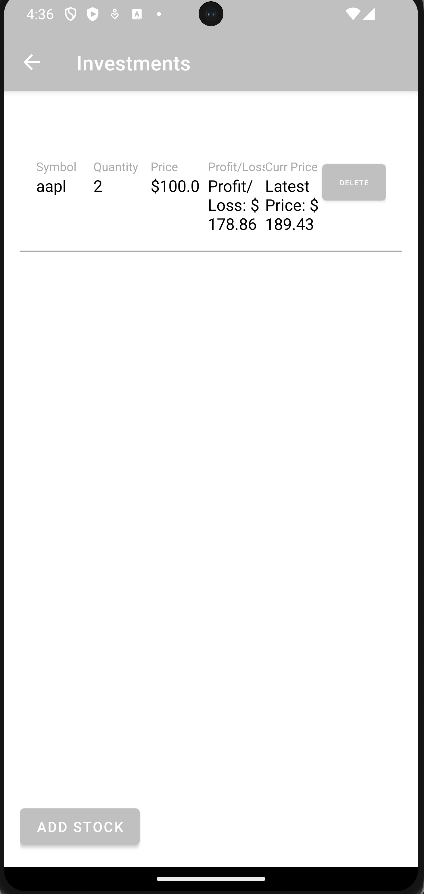 4:36
Investments
Symbol Quantity Price Profit/Loss Curr Price
aapl 2 $100.0 Profit/ Latest DELETE
Loss: $ Price: $
178.86 189.43
ADD STOCK